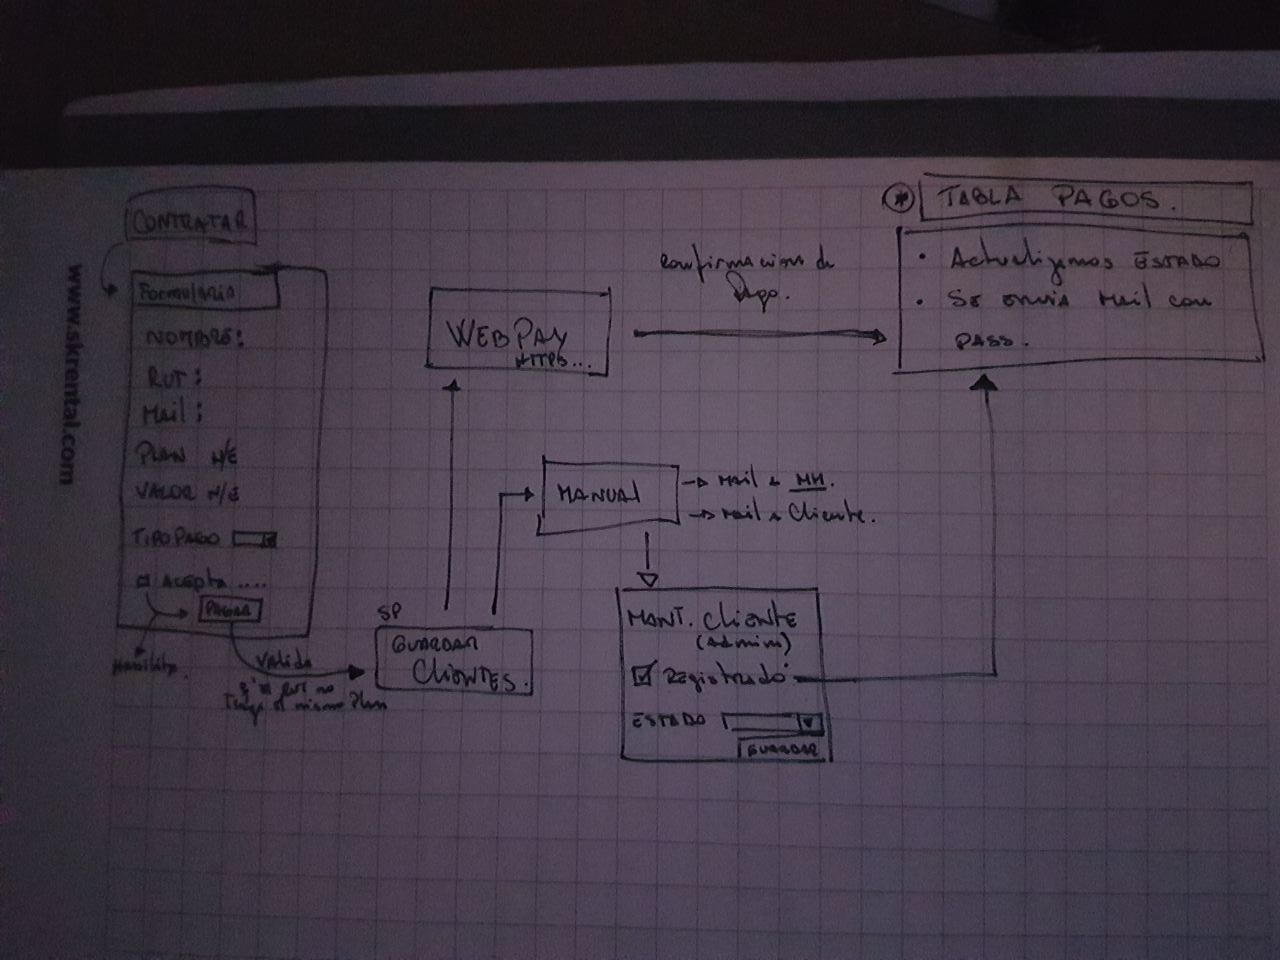 www.skrental.com
CONTRATAR
Formulario
NOMBRE:
RUT:
Mail:
PLAN N/E
VALOR N/E
TIPO PAGO
Acepta ....
PAGAR
Habilita.
Valida
q' el RUT no
Tenga el mismo Plan
SP
GUARDAR
CLIENTES.
WEBPAY
HTTPS...
confirmacion de
Pago.
MANUAL
Mail a MH.
Mail a Cliente.
MANT. CLIENTE
(Admin)
Registrado
ESTADO
GUARDAR
* TABLA PAGOS.
• Actualizamos ESTADO
• Se envia Mail con
PASS.